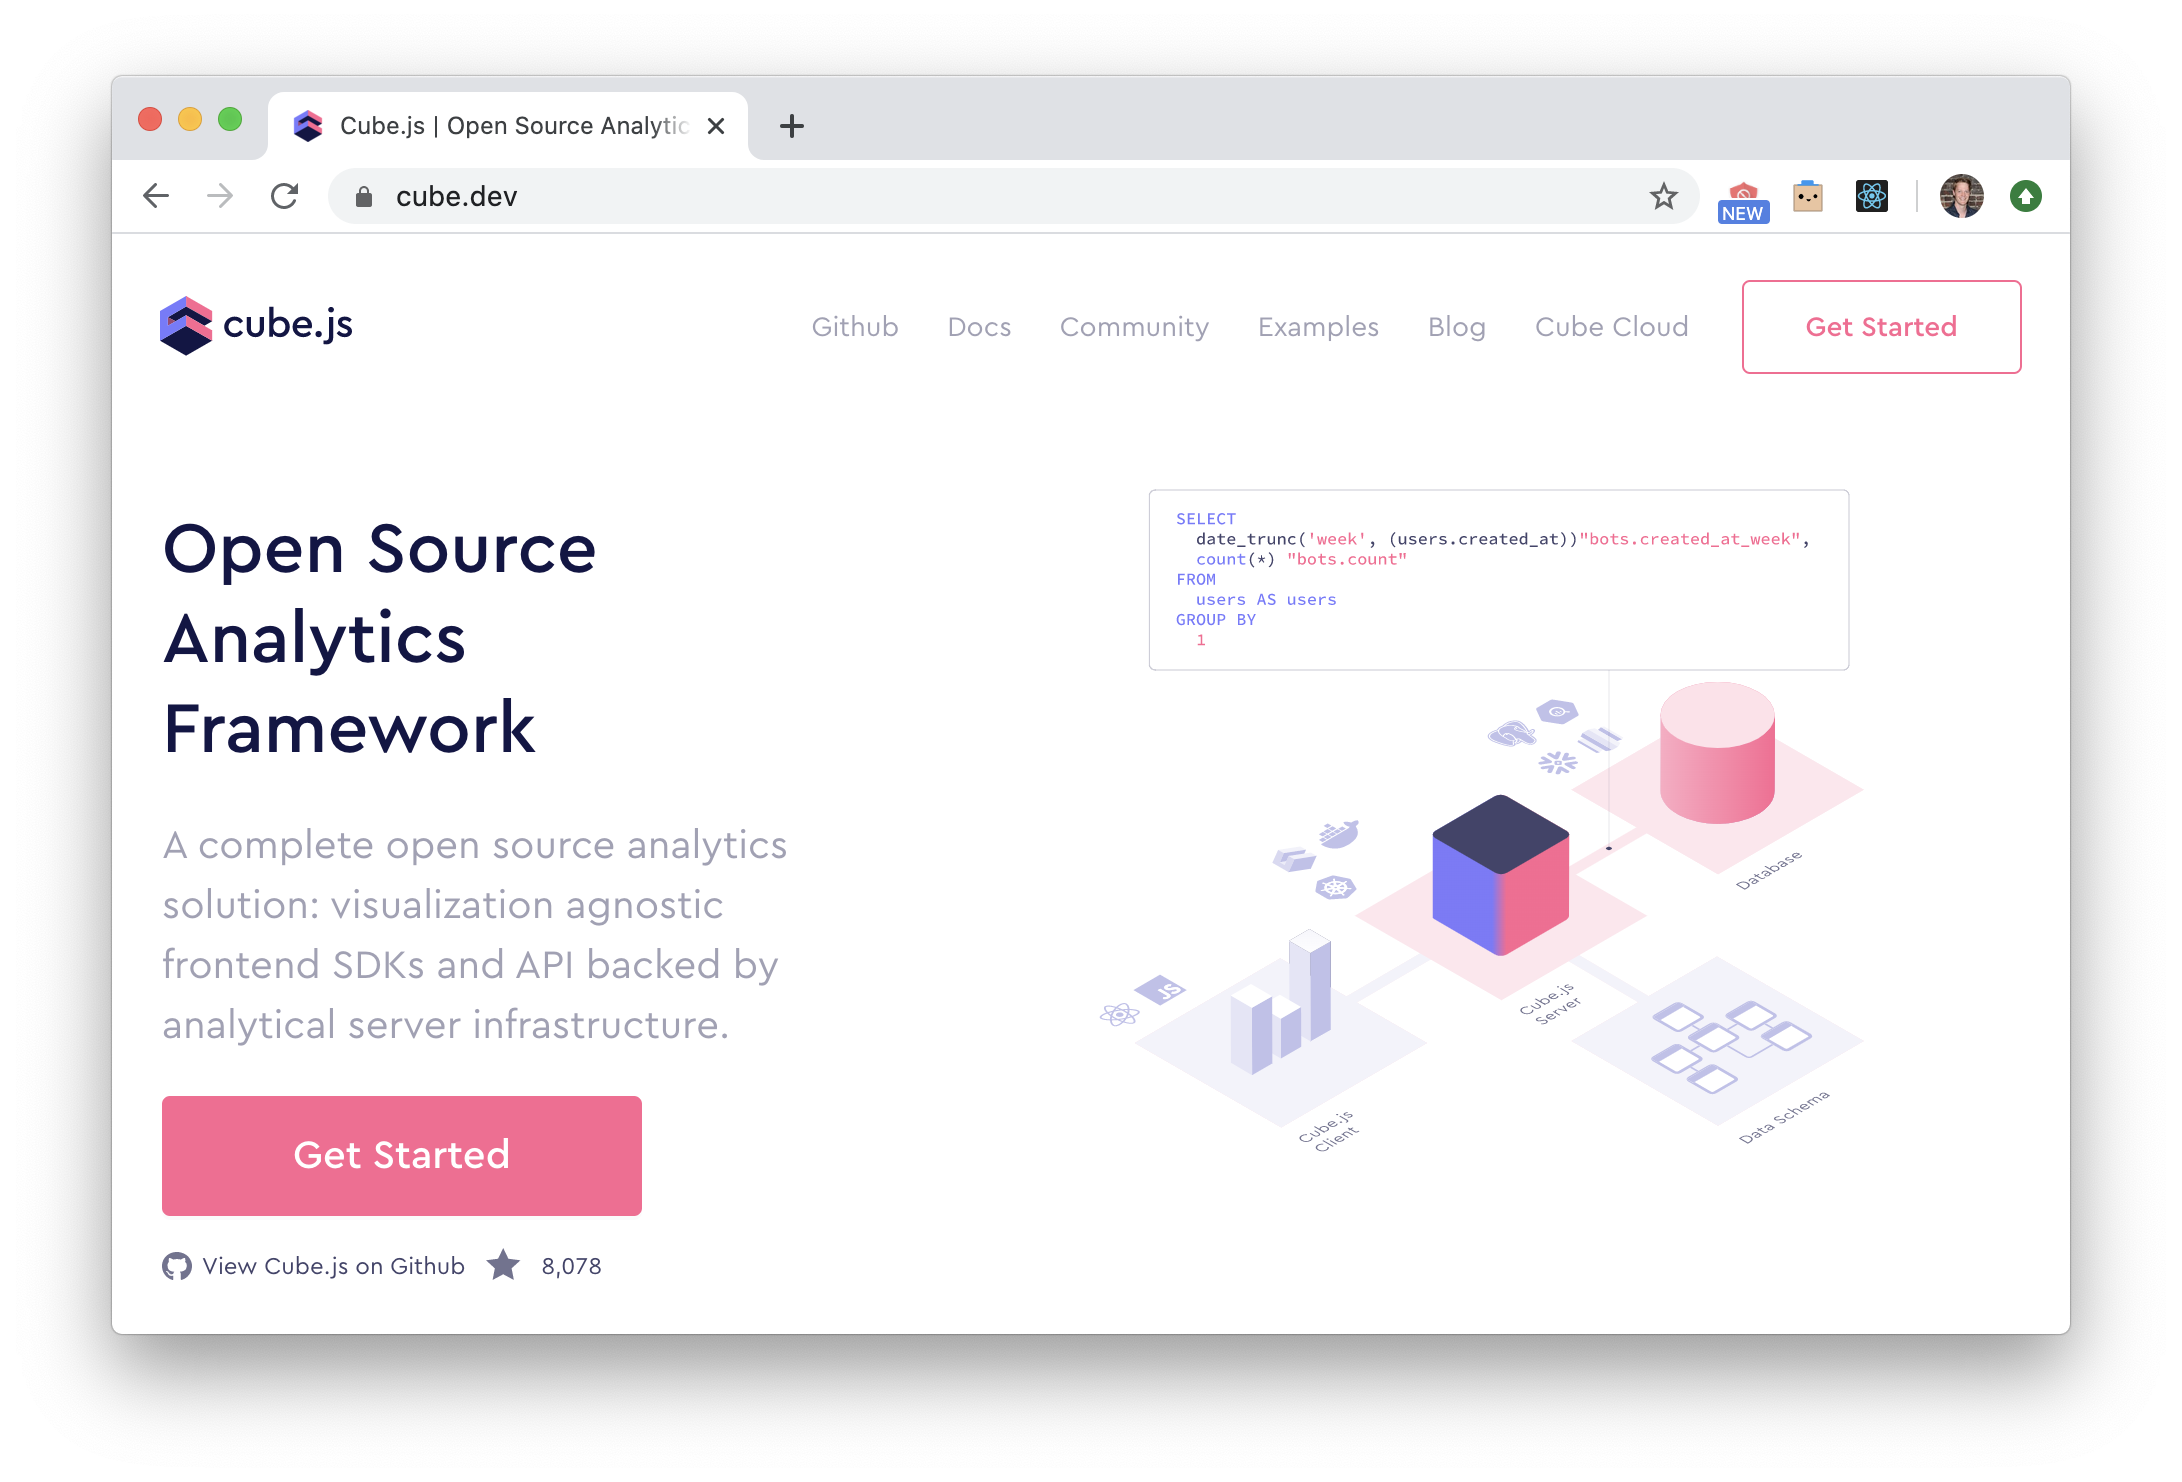 Cube.js | Open Source Analytic
cube.dev
NEW
cube.js
Github Docs Community Examples Blog Cube Cloud Get Started
Open Source
Analytics
Framework
A complete open source analytics
solution: visualization agnostic
frontend SDKs and API backed by
analytical server infrastructure.
Get Started
View Cube.js on Github 8,078
SELECT
date_trunc('week', (users.created_at))"bots.created_at_week",
count(*) "bots.count"
FROM
users AS users
GROUP BY
1
Database
Cube.js
Server
JS
Cube.js
Client
Data Schema